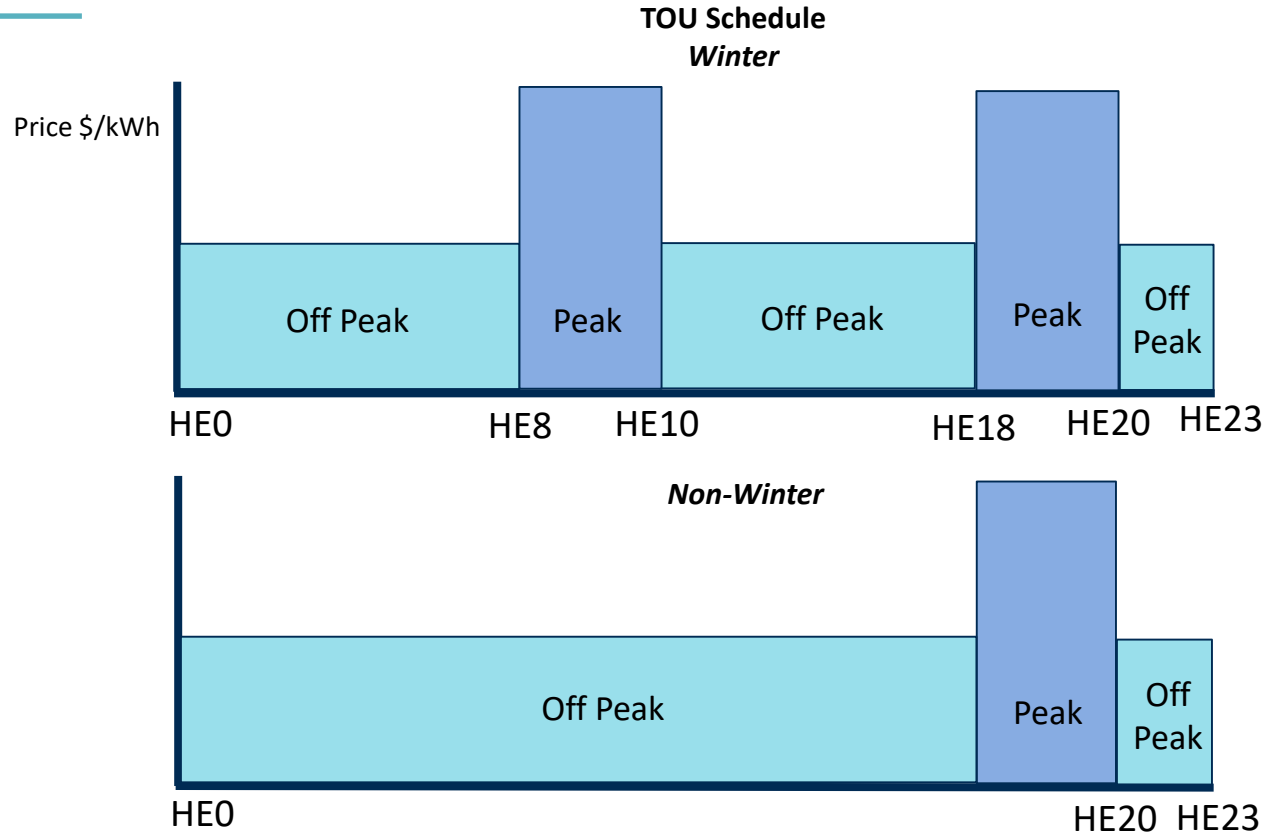 TOU Schedule
Winter
Price $/kWh
Off Peak
Peak
Off Peak
Peak
Off
Peak
HE0
HE8
HE10
HE18
HE20
HE23
Non-Winter
Off Peak
Peak
Off
Peak
HE0
HE20
HE23